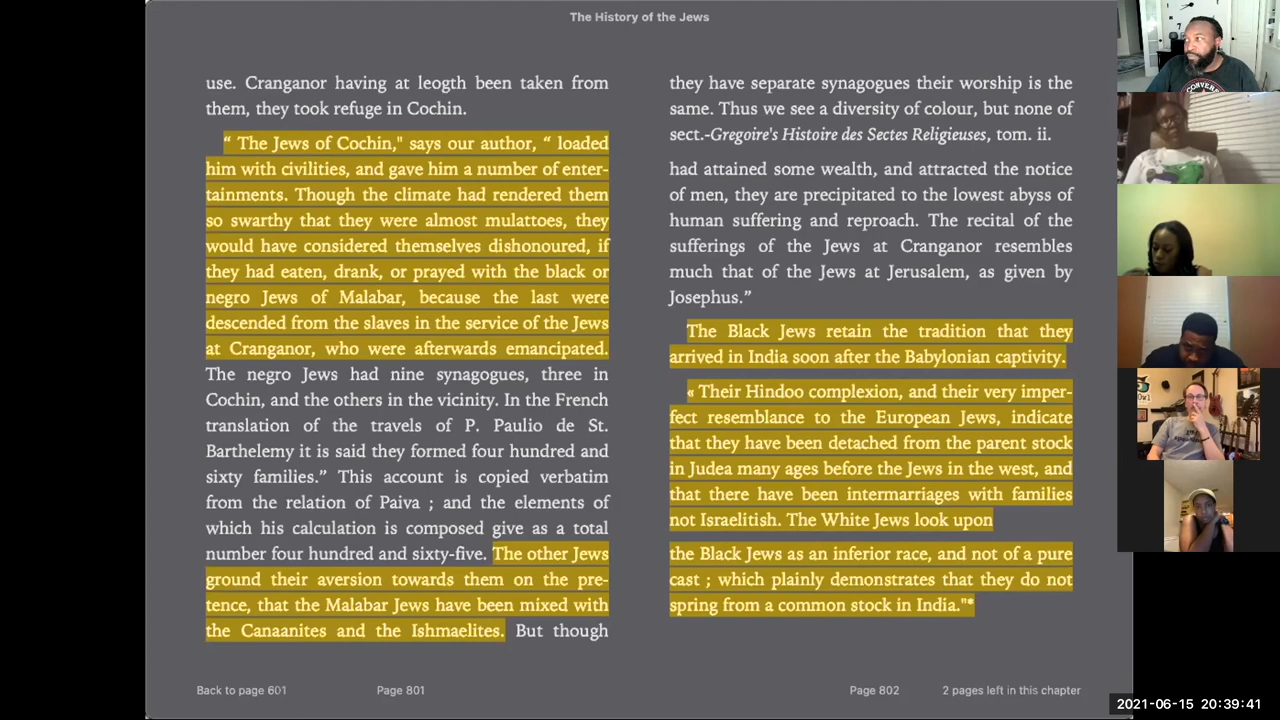 The History of the Jews
use. Cranganor having at leogth been taken from
them, they took refuge in Cochin.
“ The Jews of Cochin," says our author, “ loaded
him with civilities, and gave him a number of enter-
tainments. Though the climate had rendered them
so swarthy that they were almost mulattoes, they
would have considered themselves dishonoured, if
they had eaten, drank, or prayed with the black or
negro Jews of Malabar, because the last were
descended from the slaves in the service of the Jews
at Cranganor, who were afterwards emancipated.
The negro Jews had nine synagogues, three in
Cochin, and the others in the vicinity. In the French
translation of the travels of P. Paulio de St.
Barthelemy it is said they formed four hundred and
sixty families.” This account is copied verbatim
from the relation of Paiva ; and the elements of
which his calculation is composed give as a total
number four hundred and sixty-five. The other Jews
ground their aversion towards them on the pre-
tence, that the Malabar Jews have been mixed with
the Canaanites and the Ishmaelites. But though
they have separate synagogues their worship is the
same. Thus we see a diversity of colour, but none of
sect.-Gregoire's Histoire des Sectes Religieuses, tom. ii.
had attained some wealth, and attracted the notice
of men, they are precipitated to the lowest abyss of
human suffering and reproach. The recital of the
sufferings of the Jews at Cranganor resembles
much that of the Jews at Jerusalem, as given by
Josephus.”
The Black Jews retain the tradition that they
arrived in India soon after the Babylonian captivity.
« Their Hindoo complexion, and their very imper-
fect resemblance to the European Jews, indicate
that they have been detached from the parent stock
in Judea many ages before the Jews in the west, and
that there have been intermarriages with families
not Israelitish. The White Jews look upon
the Black Jews as an inferior race, and not of a pure
cast ; which plainly demonstrates that they do not
spring from a common stock in India."*
Back to page 601
Page 801
Page 802
2 pages left in this chapter
CONVERS
2021-06-15 20:39:41